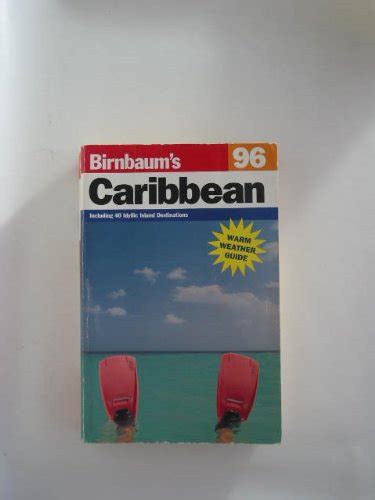 Birnbaum's 96
Caribbean
Including 40 Idyllic Island Destinations
WARM
WEATHER
GUIDE